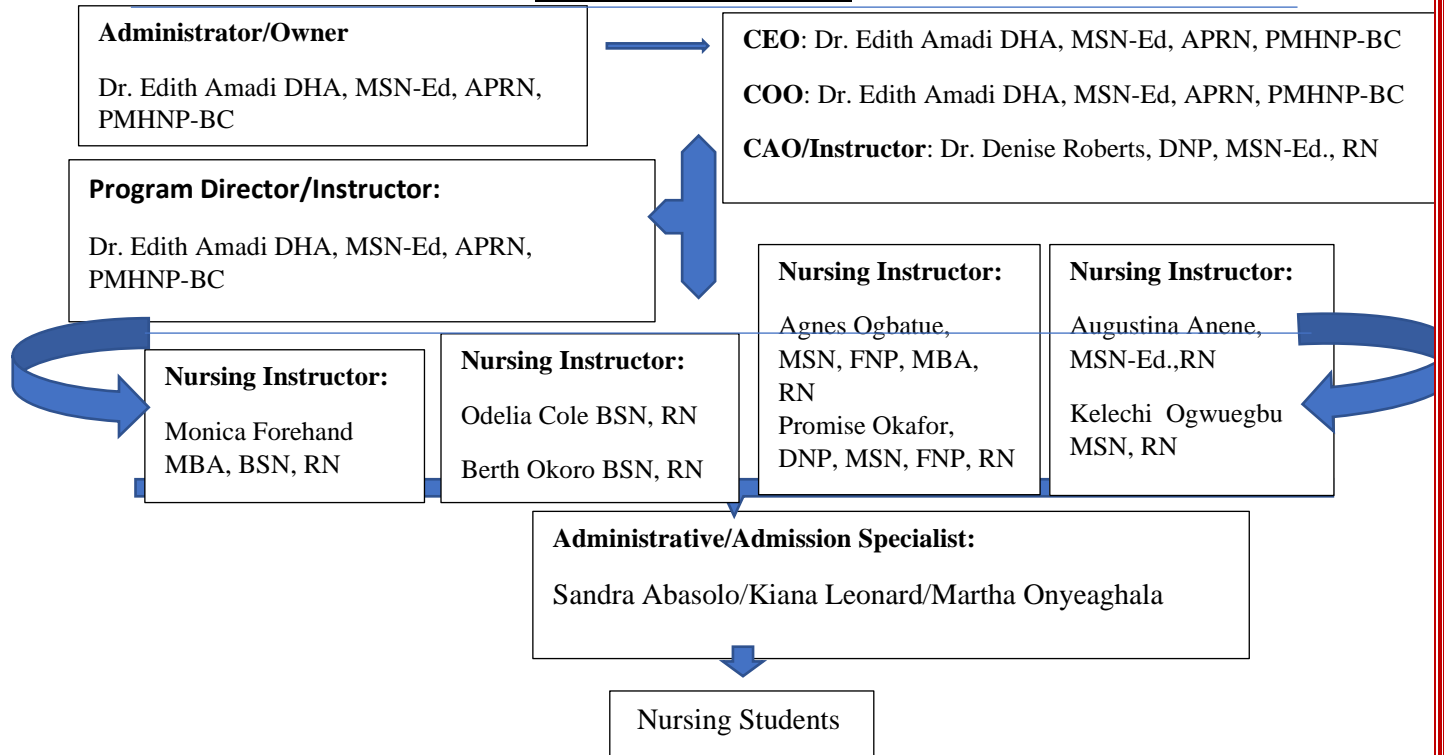 Administrator/Owner
Dr. Edith Amadi DHA, MSN-Ed, APRN,
PMHNP-BC
CEO: Dr. Edith Amadi DHA, MSN-Ed, APRN, PMHNP-BC
COO: Dr. Edith Amadi DHA, MSN-Ed, APRN, PMHNP-BC
CAO/Instructor: Dr. Denise Roberts, DNP, MSN-Ed., RN
Program Director/Instructor:
Dr. Edith Amadi DHA, MSN-Ed, APRN,
PMHNP-BC
Nursing Instructor:
Monica Forehand
MBA, BSN, RN
Nursing Instructor:
Odelia Cole BSN, RN
Berth Okoro BSN, RN
Nursing Instructor:
Agnes Ogbatue,
MSN, FNP, MBA,
RN
Promise Okafor,
DNP, MSN, FNP, RN
Nursing Instructor:
Augustina Anene,
MSN-Ed.,RN
Kelechi Ogwuegbu
MSN, RN
Administrative/Admission Specialist:
Sandra Abasolo/Kiana Leonard/Martha Onyeaghala
Nursing Students